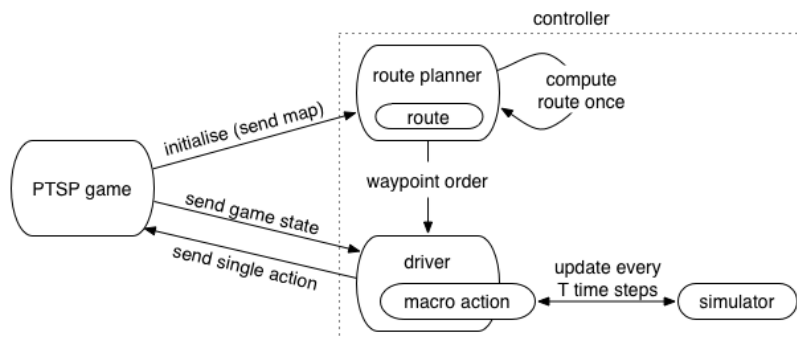 controller
route planner
route
compute
route once
initialise (send map)
PTSP game
waypoint order
send game state
send single action
driver
macro action
update every
T time steps
simulator